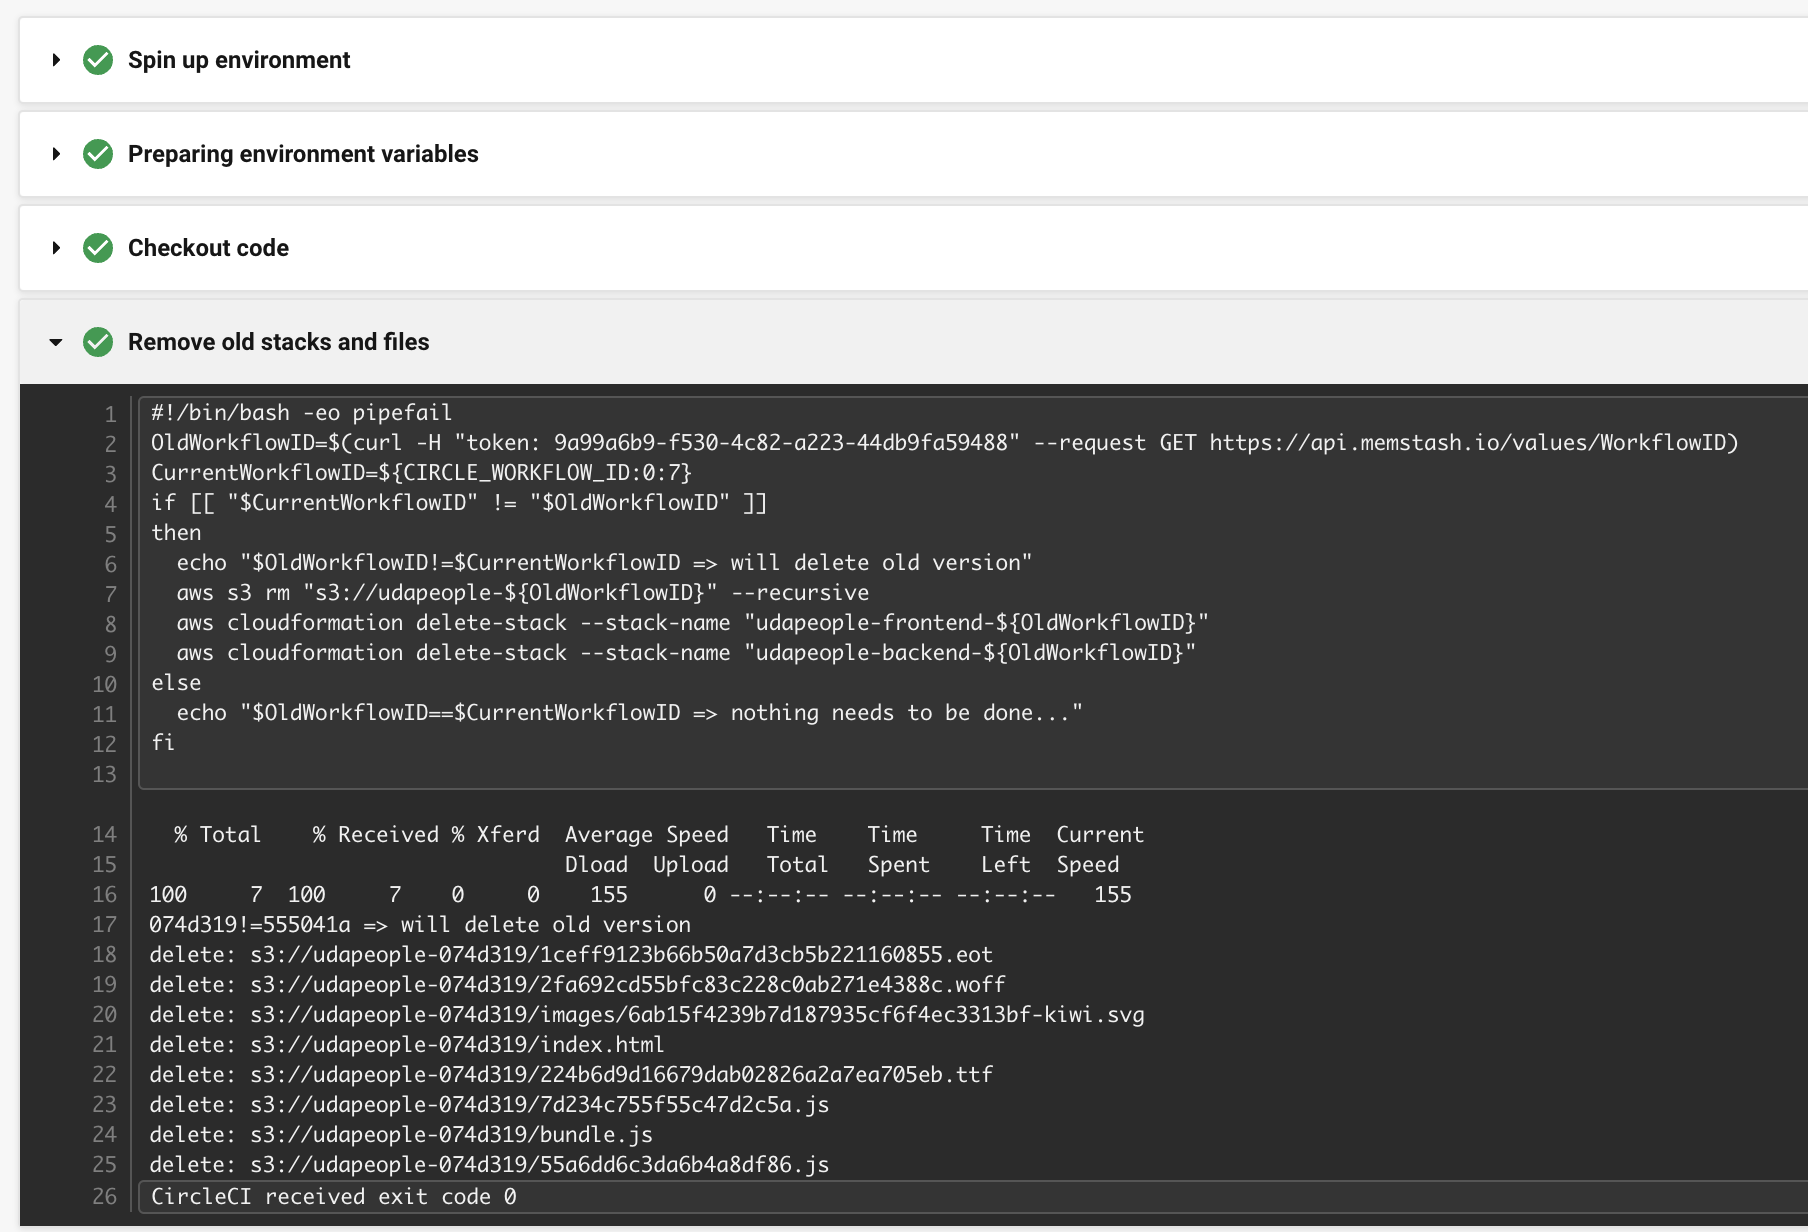 Spin up environment
Preparing environment variables
Checkout code
Remove old stacks and files
1 #!/bin/bash -eo pipefail
2 OldWorkflowID=$(curl -H "token: 9a99a6b9-f530-4c82-a223-44db9fa59488" --request GET https://api.memstash.io/values/WorkflowID)
3 CurrentWorkflowID=${CIRCLE_WORKFLOW_ID:0:7}
4 if [[ "$CurrentWorkflowID" != "$OldWorkflowID" ]]
5 then
6   echo "$OldWorkflowID!=$CurrentWorkflowID => will delete old version"
7   aws s3 rm "s3://udapeople-${OldWorkflowID}" --recursive
8   aws cloudformation delete-stack --stack-name "udapeople-frontend-${OldWorkflowID}"
9   aws cloudformation delete-stack --stack-name "udapeople-backend-${OldWorkflowID}"
10 else
11   echo "$OldWorkflowID==$CurrentWorkflowID => nothing needs to be done..."
12 fi
13
14   % Total    % Received % Xferd  Average Speed   Time    Time     Time  Current
15                                  Dload  Upload   Total   Spent    Left  Speed
16 100     7  100     7    0     0    155      0 --:--:-- --:--:-- --:--:--   155
17 074d319!=555041a => will delete old version
18 delete: s3://udapeople-074d319/1ceff9123b66b50a7d3cb5b221160855.eot
19 delete: s3://udapeople-074d319/2fa692cd55bfc83c228c0ab271e4388c.woff
20 delete: s3://udapeople-074d319/images/6ab15f4239b7d187935cf6f4ec3313bf-kiwi.svg
21 delete: s3://udapeople-074d319/index.html
22 delete: s3://udapeople-074d319/224b6d9d16679dab02826a2a7ea705eb.ttf
23 delete: s3://udapeople-074d319/7d234c755f55c47d2c5a.js
24 delete: s3://udapeople-074d319/bundle.js
25 delete: s3://udapeople-074d319/55a6dd6c3da6b4a8df86.js
26 CircleCI received exit code 0